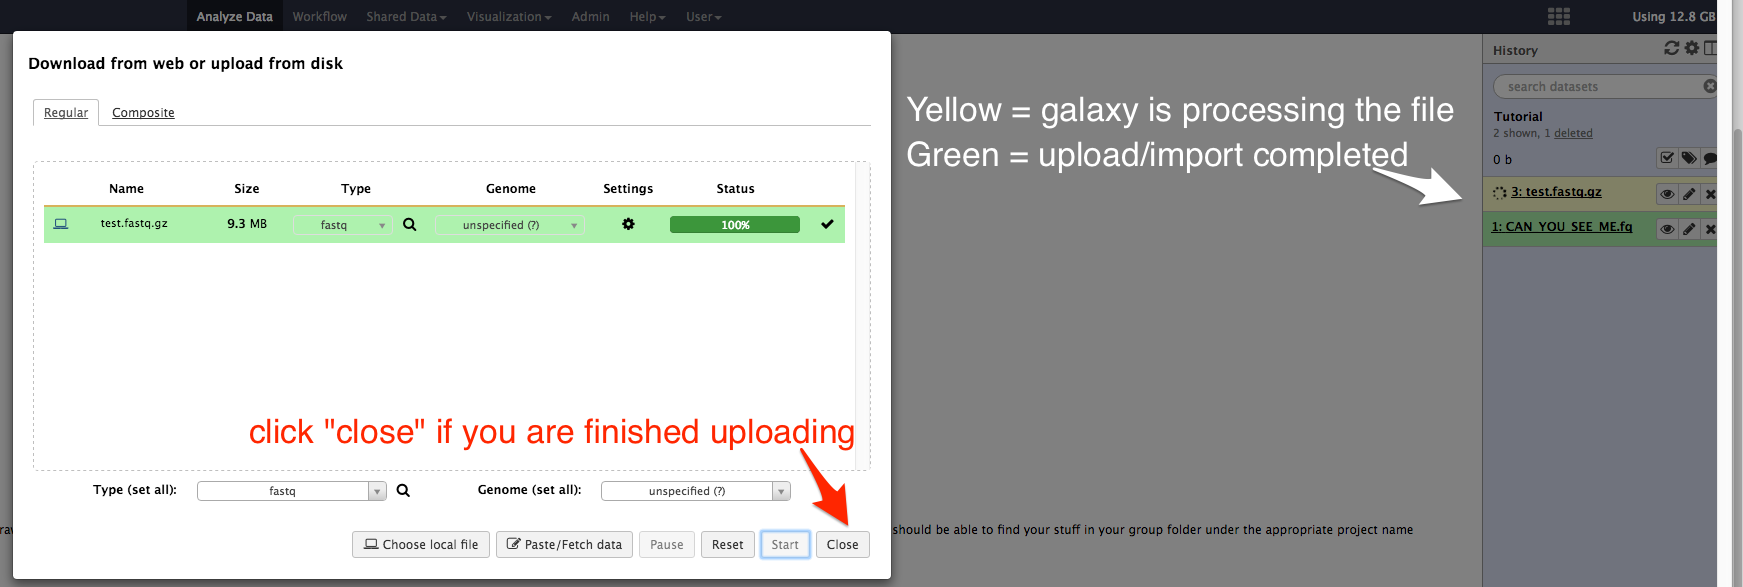 Analyze Data Workflow Shared Data Visualization Admin Help User Using 12.8 GB
Download from web or upload from disk
Regular Composite
Name Size Type Genome Settings Status
test.fastq.gz 9.3 MB fastq unspecified (?) 100%
click "close" if you are finished uploading
Type (set all): fastq Genome (set all): unspecified (?)
Choose local file Paste/Fetch data Pause Reset Start Close
Yellow = galaxy is processing the file
Green = upload/import completed
should be able to find your stuff in your group folder under the appropriate project name
History
search datasets
Tutorial
2 shown, 1 deleted
0 b
3: test.fastq.gz
1: CAN_YOU_SEE_ME.fq